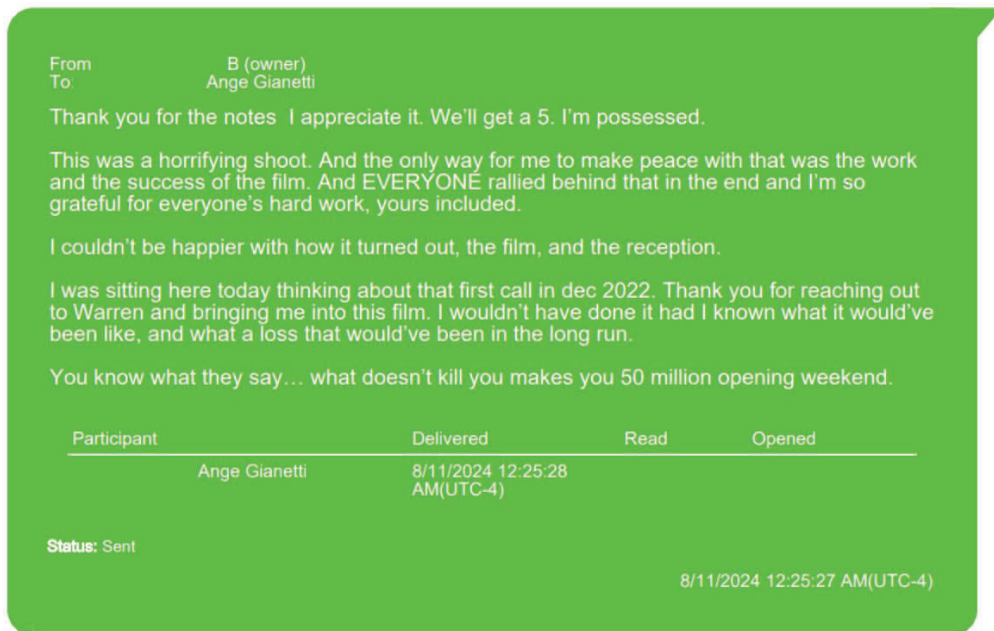 From B (owner)
To: Ange Gianetti
Thank you for the notes I appreciate it. We'll get a 5. I'm possessed.
This was a horrifying shoot. And the only way for me to make peace with that was the work
and the success of the film. And EVERYONE rallied behind that in the end and I'm so
grateful for everyone's hard work, yours included.
I couldn't be happier with how it turned out, the film, and the reception.
I was sitting here today thinking about that first call in dec 2022. Thank you for reaching out
to Warren and bringing me into this film. I wouldn't have done it had I known what it would've
been like, and what a loss that would've been in the long run.
You know what they say… what doesn't kill you makes you 50 million opening weekend.
Participant Delivered Read Opened
Ange Gianetti 8/11/2024 12:25:28
AM(UTC-4)
Status: Sent
8/11/2024 12:25:27 AM(UTC-4)